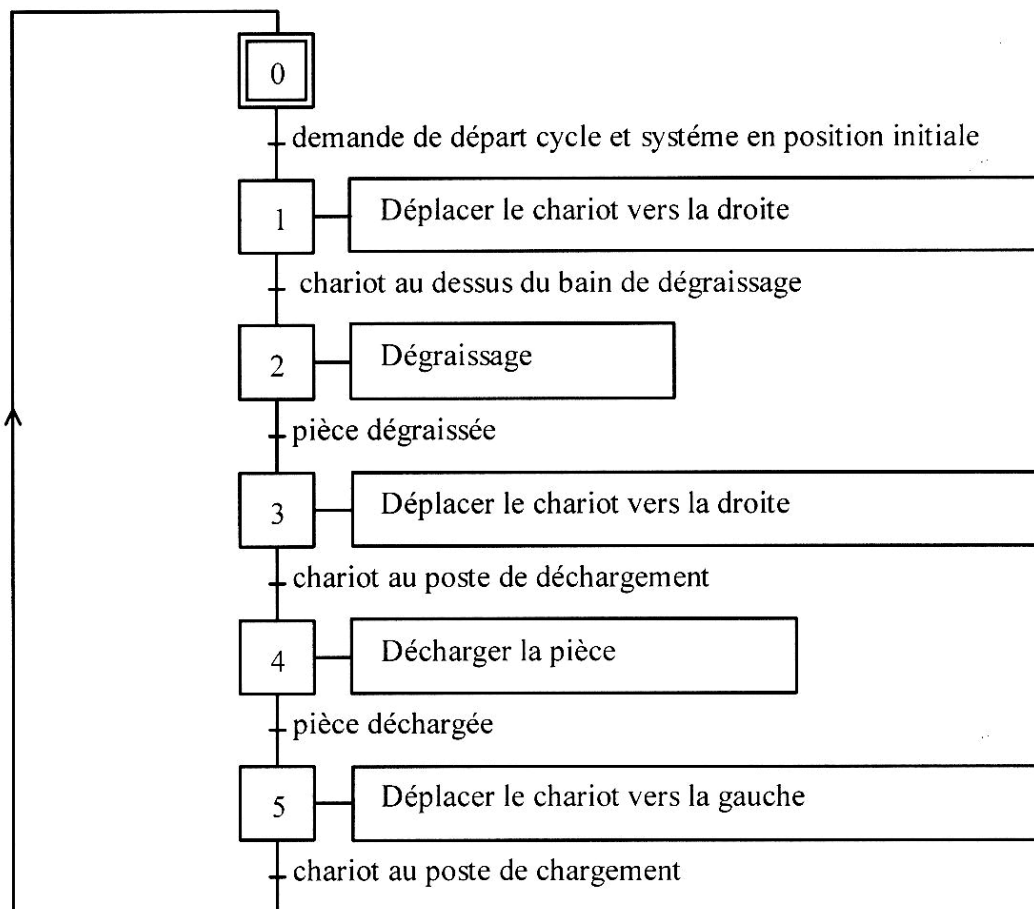 0
demande de départ cycle et systéme en position initiale
1
Déplacer le chariot vers la droite
chariot au dessus du bain de dégraissage
2
Dégraissage
pièce dégraissée
3
Déplacer le chariot vers la droite
chariot au poste de déchargement
4
Décharger la pièce
pièce déchargée
5
Déplacer le chariot vers la gauche
chariot au poste de chargement